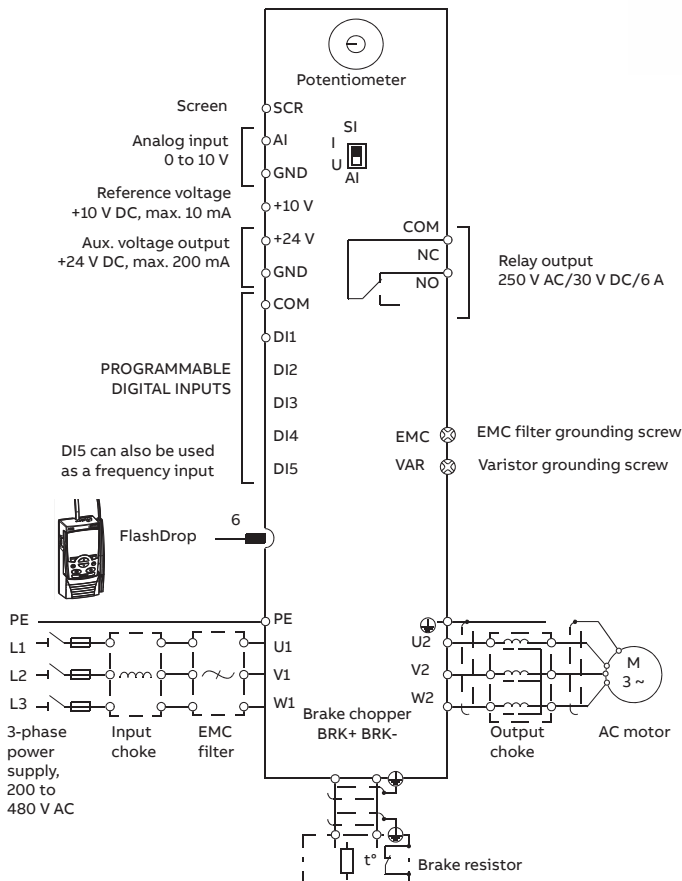 Potentiometer
Screen
SCR
Analog input
0 to 10 V
AI
GND
SI
I
U
AI
Reference voltage
+10 V DC, max. 10 mA
+10 V
Aux. voltage output
+24 V DC, max. 200 mA
+24 V
GND
COM
NC
NO
Relay output
250 V AC/30 V DC/6 A
PROGRAMMABLE
DIGITAL INPUTS
COM
DI1
DI2
DI3
DI4
DI5
DI5 can also be used
as a frequency input
EMC
EMC filter grounding screw
VAR
Varistor grounding screw
FlashDrop
6
PE
L1
L2
L3
PE
U1
V1
W1
U2
V2
W2
M
3 ~
3-phase
power
supply,
200 to
480 V AC
Input
choke
EMC
filter
Brake chopper
BRK+ BRK-
Output
choke
AC motor
t°
Brake resistor